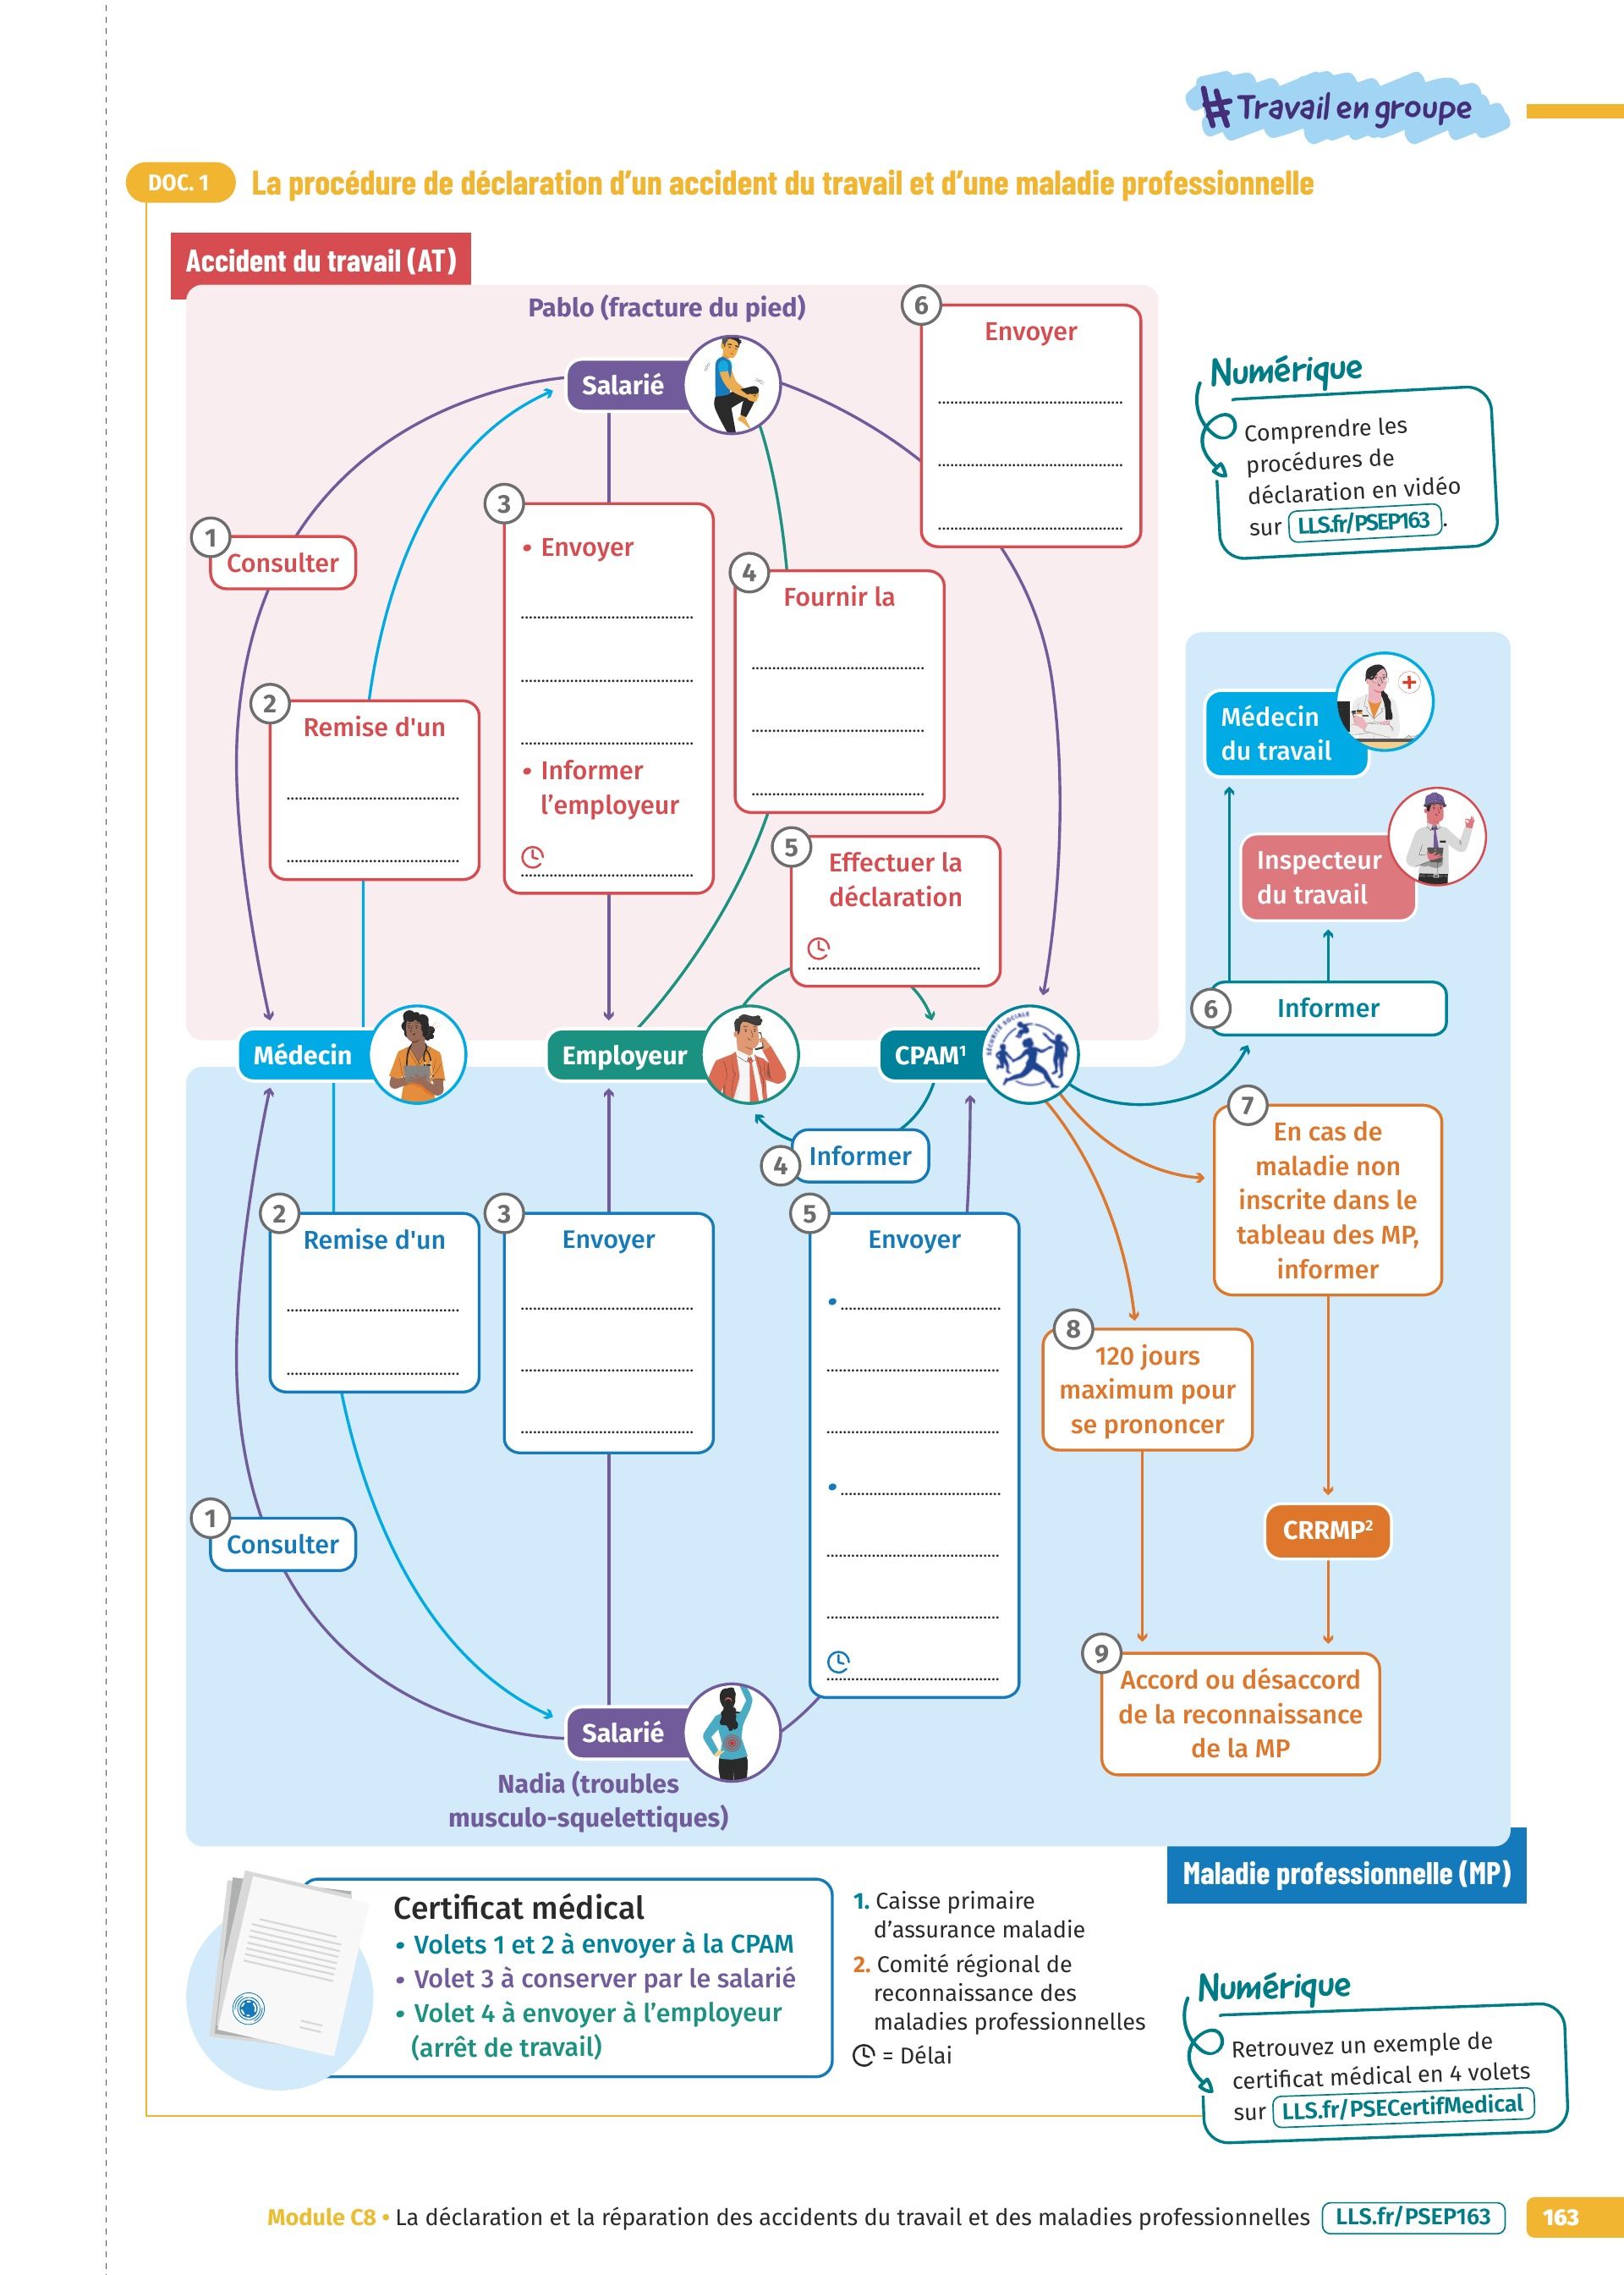 #Travail en groupe
DOC. 1
La procédure de déclaration d'un accident du travail et d'une maladie professionnelle
Accident du travail (AT)
Pablo (fracture du pied)
Salarié
1
Consulter
2
Remise d'un
3
• Envoyer
• Informer
l'employeur
4
Fournir la
5
Effectuer la
déclaration
6
Envoyer
Numérique
Comprendre les
procédures de
déclaration en vidéo
sur LLS.fr/PSEP163.
Médecin
du travail
Inspecteur
du travail
6
Informer
Médecin
Employeur
CPAM¹
SÉCURITÉ SOCIALE
4
Informer
7
En cas de
maladie non
inscrite dans le
tableau des MP,
informer
2
Remise d'un
3
Envoyer
5
Envoyer
•
•
8
120 jours
maximum pour
se prononcer
1
Consulter
CRRMP²
9
Accord ou désaccord
de la reconnaissance
de la MP
Salarié
Nadia (troubles
musculo-squelettiques)
Maladie professionnelle (MP)
Certificat médical
• Volets 1 et 2 à envoyer à la CPAM
• Volet 3 à conserver par le salarié
• Volet 4 à envoyer à l'employeur
(arrêt de travail)
1. Caisse primaire
d'assurance maladie
2. Comité régional de
reconnaissance des
maladies professionnelles
= Délai
Numérique
Retrouvez un exemple de
certificat médical en 4 volets
sur LLS.fr/PSECertifMedical
Module C8 • La déclaration et la réparation des accidents du travail et des maladies professionnelles LLS.fr/PSEP163 163